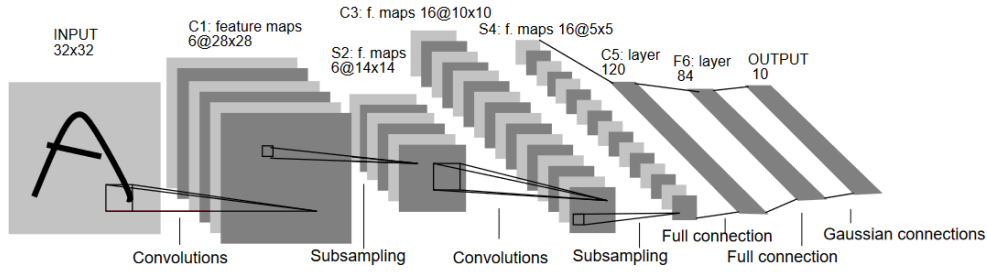 INPUT
32x32
C1: feature maps
6@28x28
S2: f. maps
6@14x14
C3: f. maps 16@10x10
S4: f. maps 16@5x5
C5: layer
120
F6: layer
84
OUTPUT
10
Convolutions
Subsampling
Convolutions
Subsampling
Full connection
Full connection
Gaussian connections